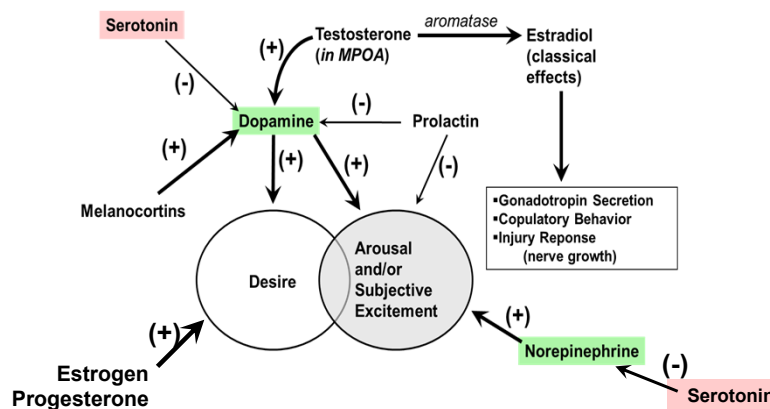 Serotonin
Testosterone
(in MPOA)
aromatase
Estradiol
(classical
effects)
(+)
(-)
Dopamine
(-)
Prolactin
(+)
(+)
(+)
(-)
Melanocortins
▪Gonadotropin Secretion
▪Copulatory Behavior
▪Injury Reponse
(nerve growth)
Desire
Arousal
and/or
Subjective
Excitement
(+)
(+)
Norepinephrine
(-)
Estrogen
Progesterone
Serotonin